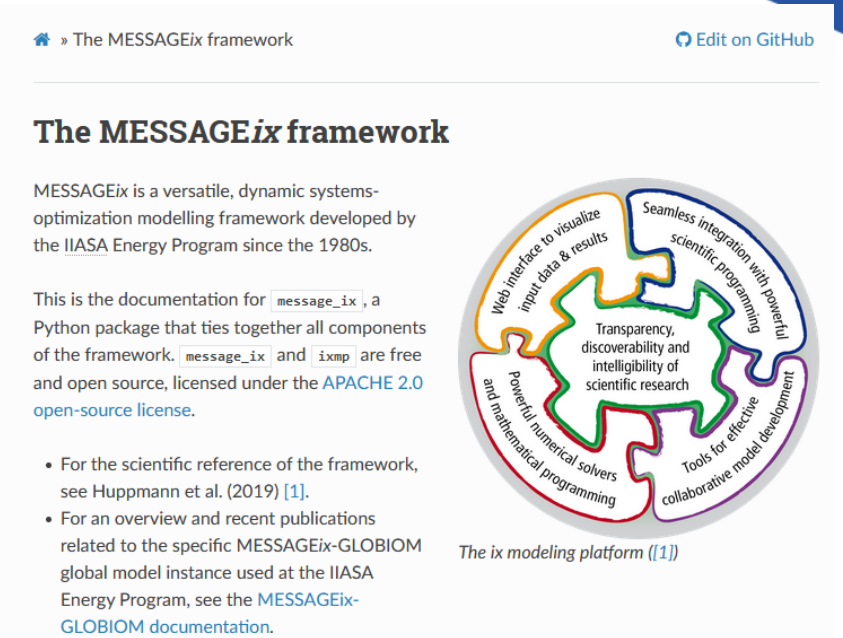 » The MESSAGEix framework
Edit on GitHub
The MESSAGEix framework
MESSAGEix is a versatile, dynamic systems-
optimization modelling framework developed by
the IIASA Energy Program since the 1980s.
This is the documentation for message_ix, a
Python package that ties together all components
of the framework. message_ix and ixmp are free
and open source, licensed under the APACHE 2.0
open-source license.
• For the scientific reference of the framework,
see Huppmann et al. (2019) [1].
• For an overview and recent publications
related to the specific MESSAGEix-GLOBIOM
global model instance used at the IIASA
Energy Program, see the MESSAGEix-
GLOBIOM documentation.
Web interface to visualize
input data & results
Seamless integration with powerful
scientific programming
Transparency,
discoverability and
intelligibility of
scientific research
Powerful numerical solvers
and mathematical programming
Tools for effective
collaborative model development
The ix modeling platform ([1])